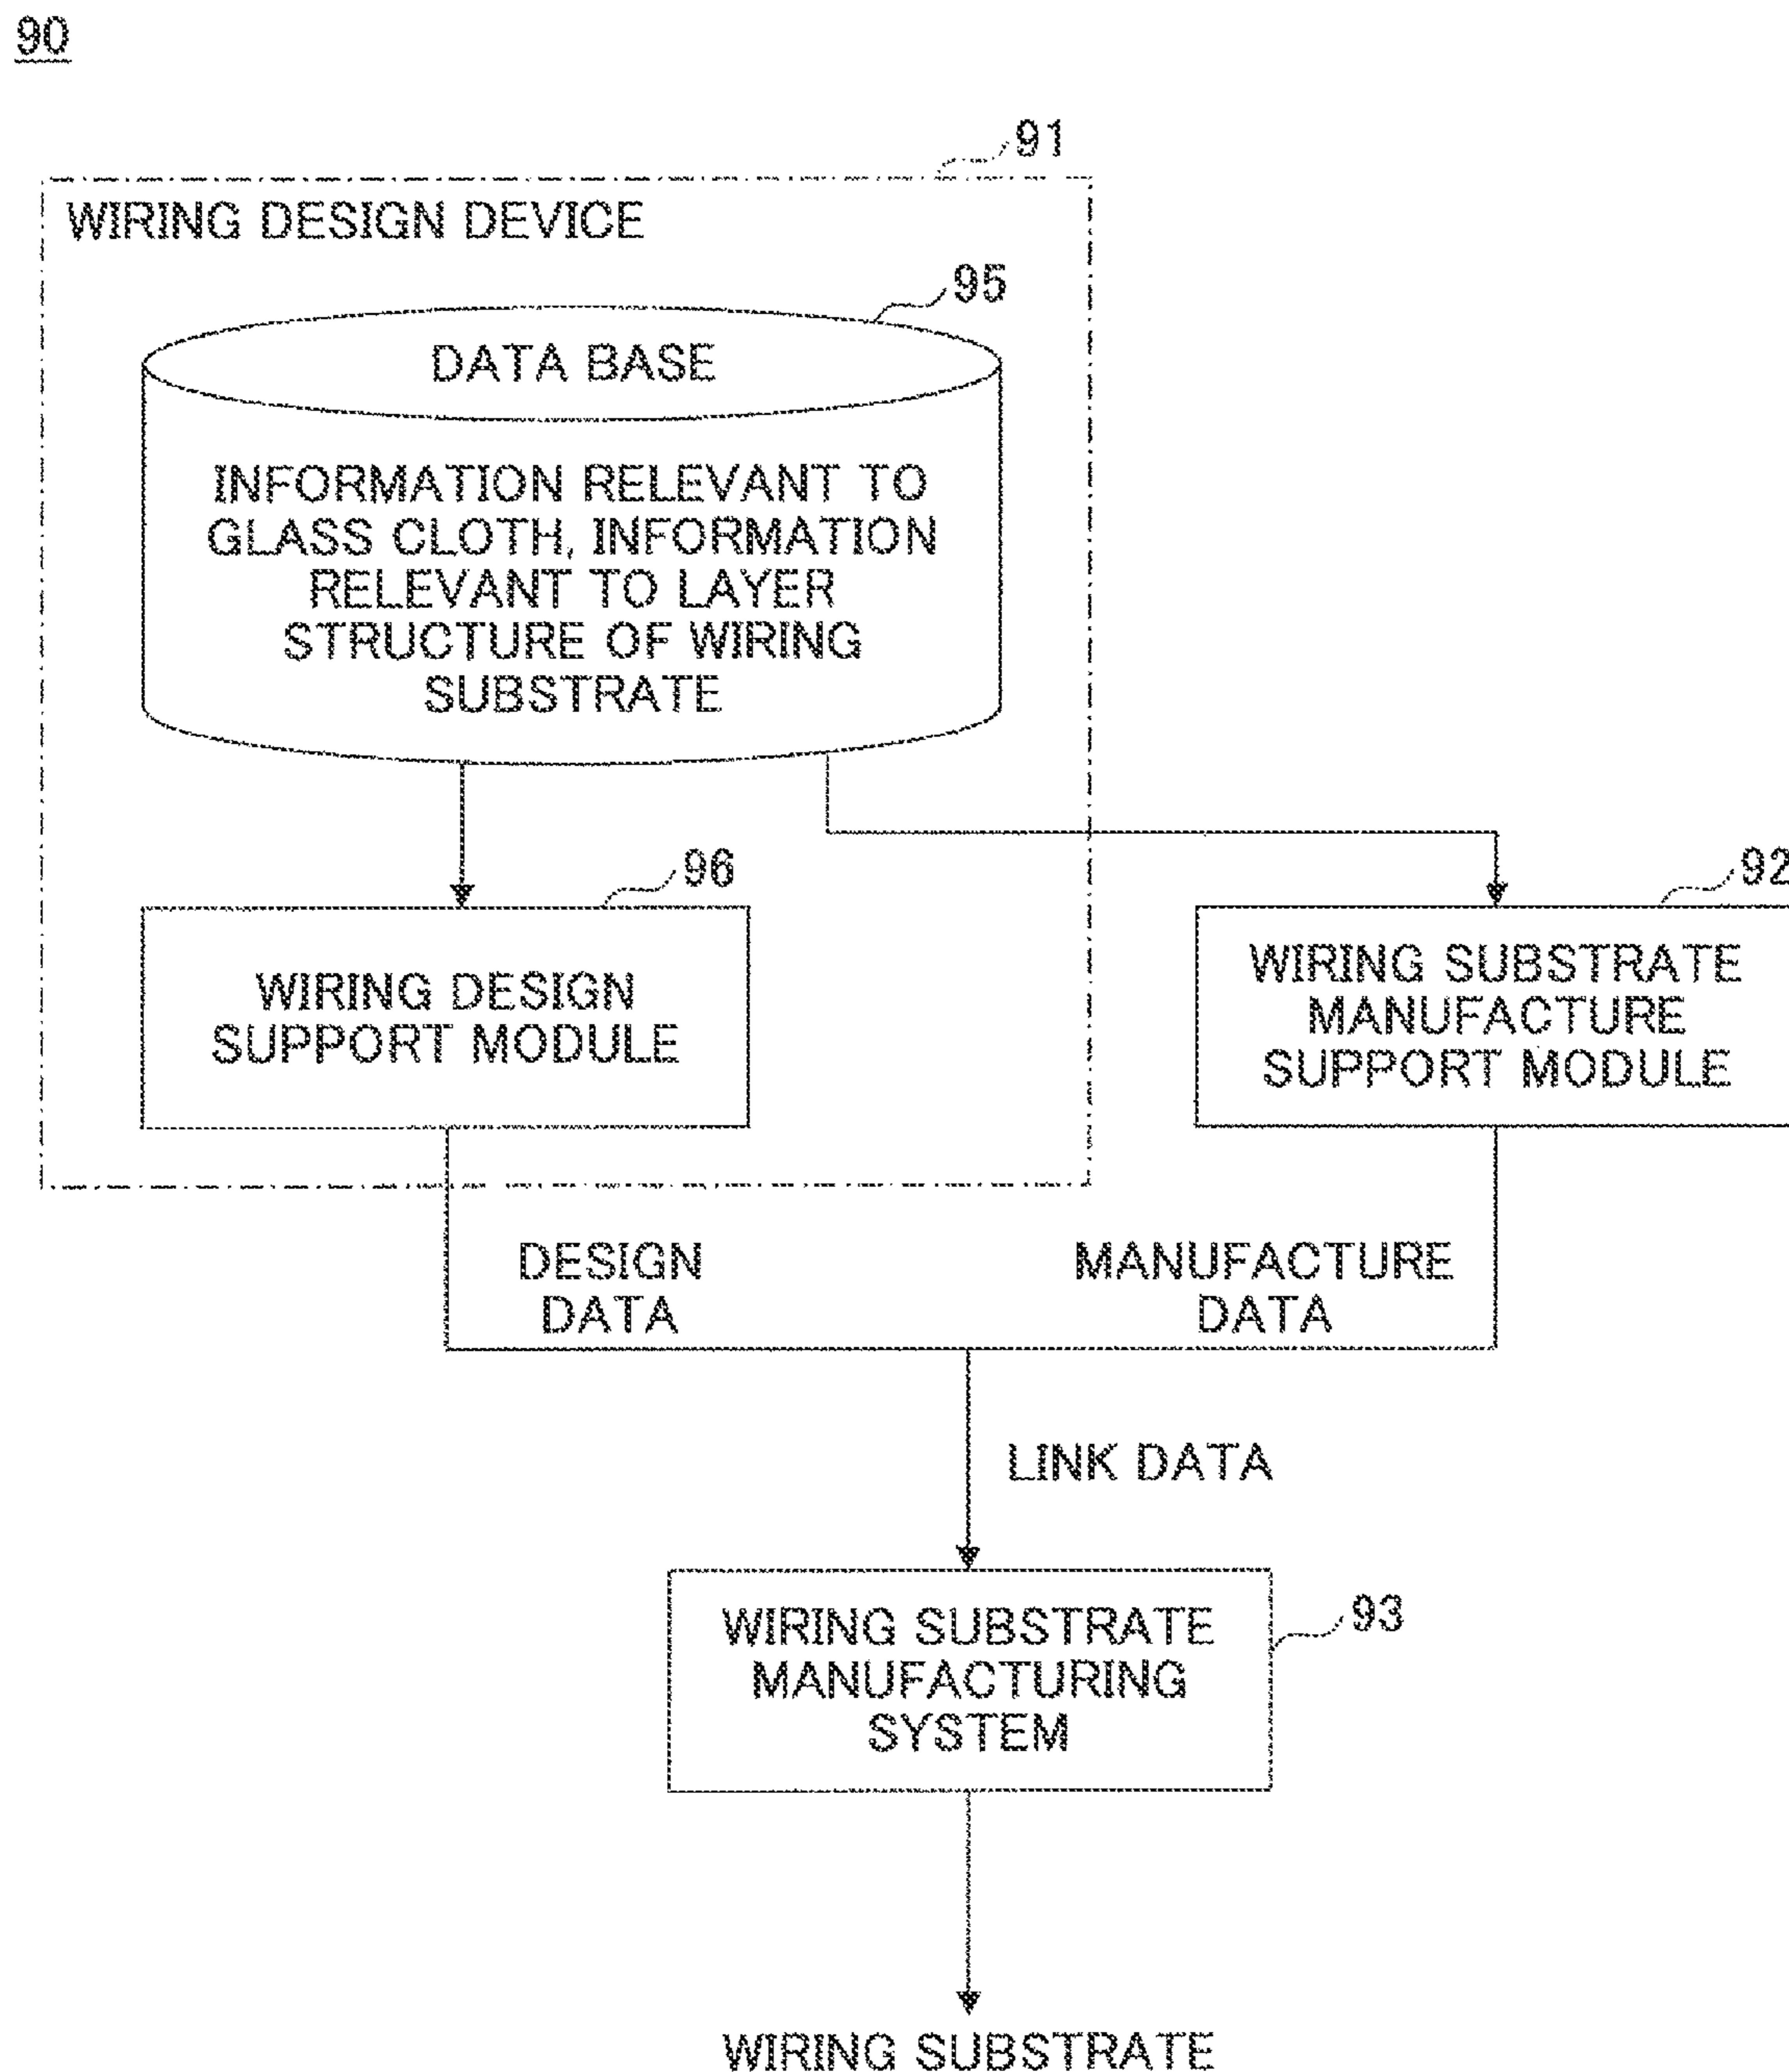 90
91
WIRING DESIGN DEVICE
95
DATA BASE
INFORMATION RELEVANT TO
GLASS CLOTH, INFORMATION
RELEVANT TO LAYER
STRUCTURE OF WIRING
SUBSTRATE
96
WIRING DESIGN
SUPPORT MODULE
92
WIRING SUBSTRATE
MANUFACTURE
SUPPORT MODULE
DESIGN
DATA
MANUFACTURE
DATA
LINK DATA
WIRING SUBSTRATE
MANUFACTURING
SYSTEM
93
WIRING SUBSTRATE